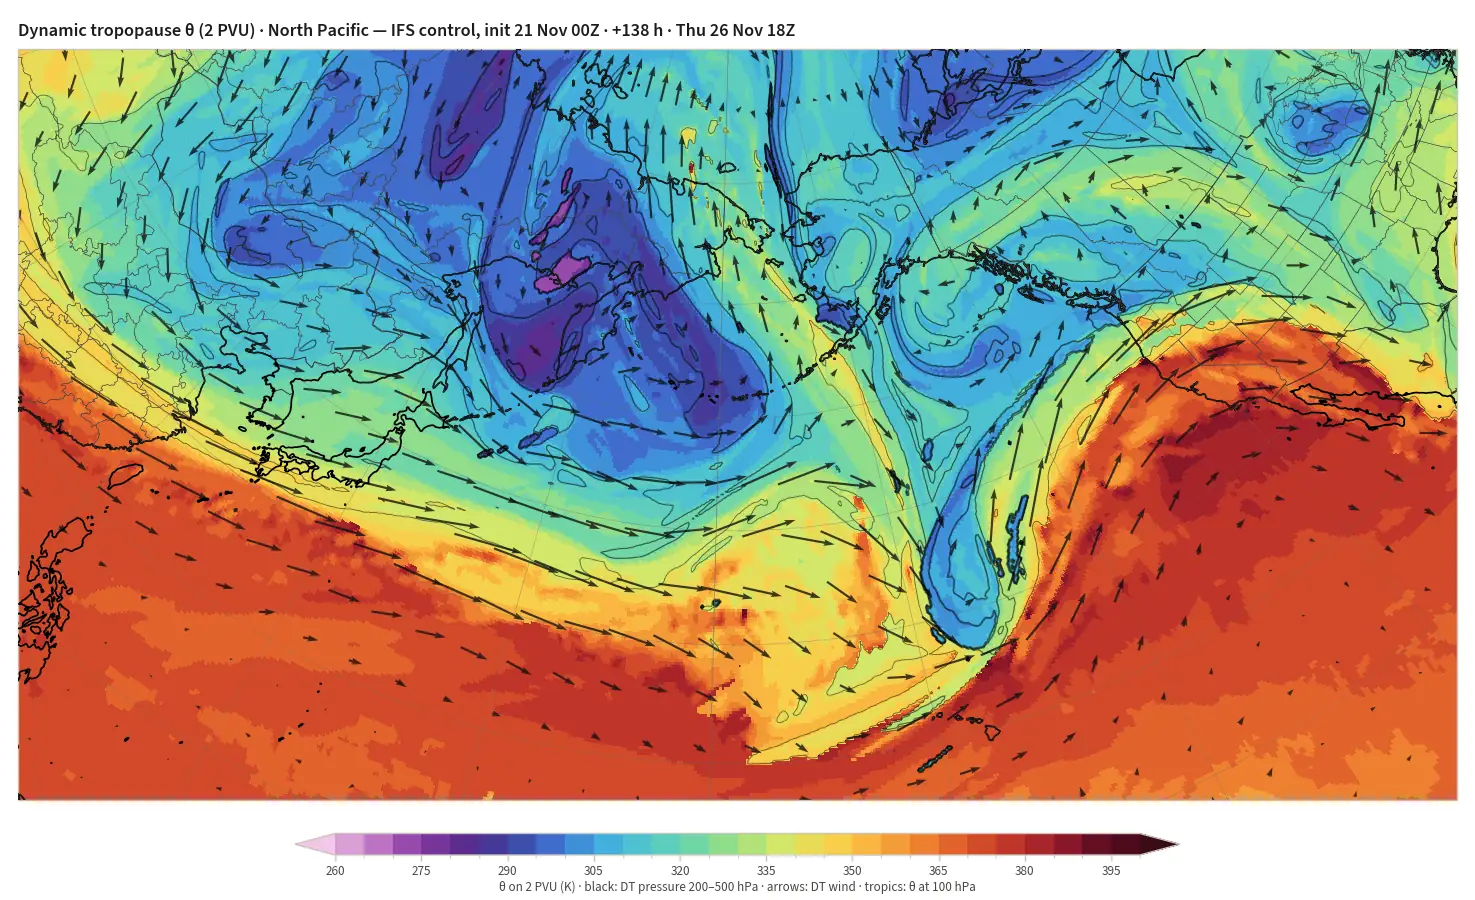 Dynamic tropopause θ (2 PVU) · North Pacific — IFS control, init 21 Nov 00Z · +138 h · Thu 26 Nov 18Z
260 275 290 305 320 335 350 365 380 395
θ on 2 PVU (K) · black: DT pressure 200–500 hPa · arrows: DT wind · tropics: θ at 100 hPa